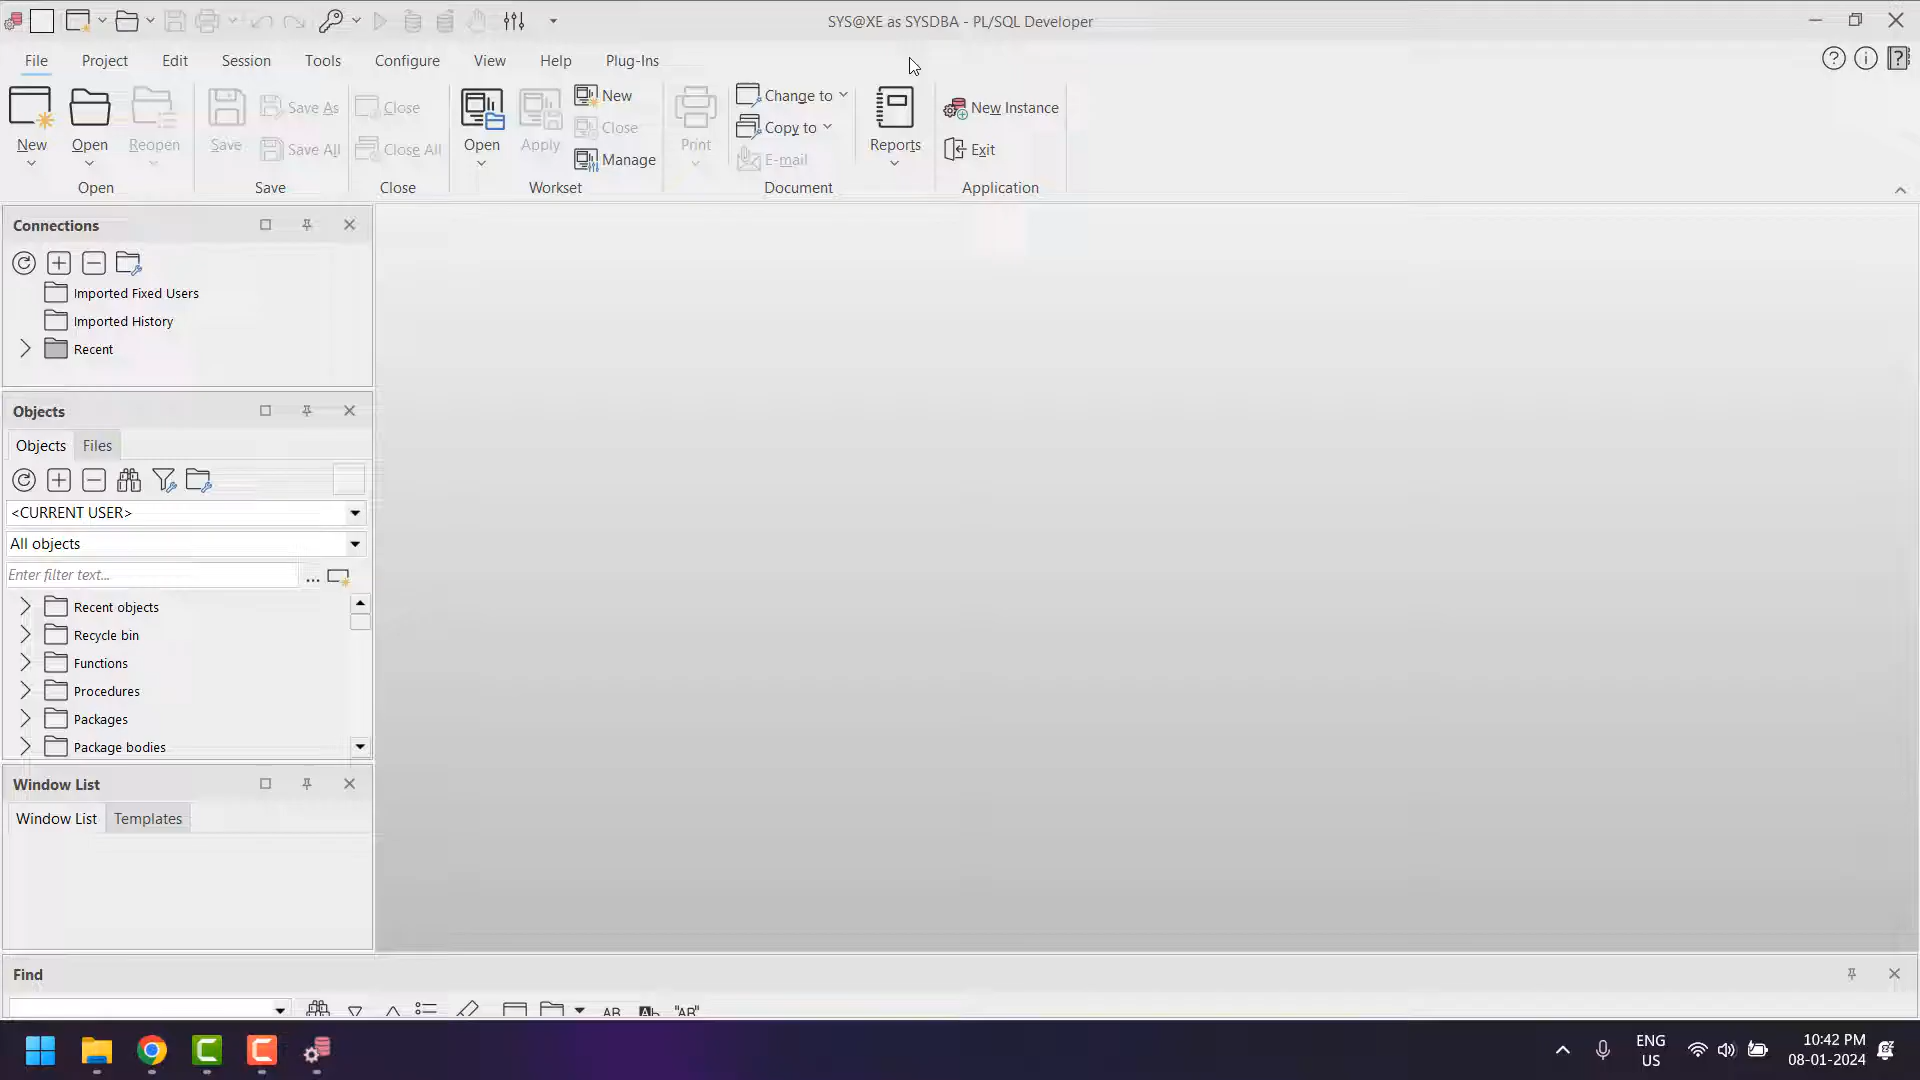 SYS@XE as SYSDBA - PL/SQL Developer
File Project Edit Session Tools Configure View Help Plug-Ins
New
Open
Reopen
Open
Save
Save As
Save All
Save
Close
Close All
Close
Open
Apply
New
Close
Manage
Workset
Print
Change to
Copy to
E-mail
Document
Reports
New Instance
Exit
Application
Connections
Imported Fixed Users
Imported History
Recent
Objects
Objects Files
<CURRENT USER>
All objects
Enter filter text...
...
Recent objects
Recycle bin
Functions
Procedures
Packages
Package bodies
Window List
Window List Templates
Find
AB Ab "AB"
ENG
US
10:42 PM
08-01-2024